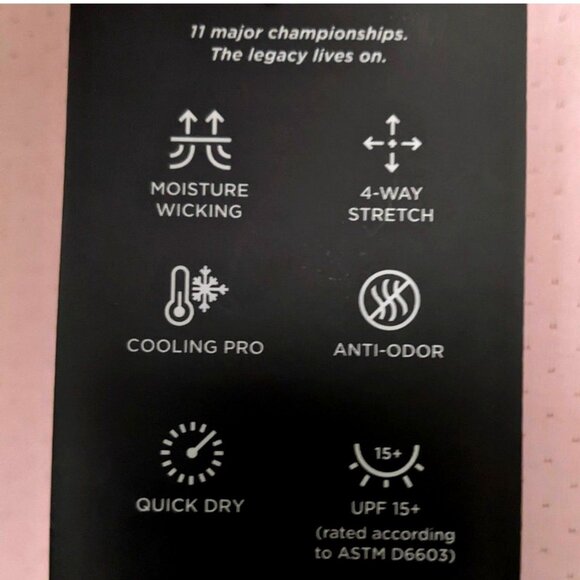 11 major championships.
The legacy lives on.
MOISTURE
WICKING
4-WAY
STRETCH
COOLING PRO
ANTI-ODOR
QUICK DRY
15+
UPF 15+
(rated according
to ASTM D6603)